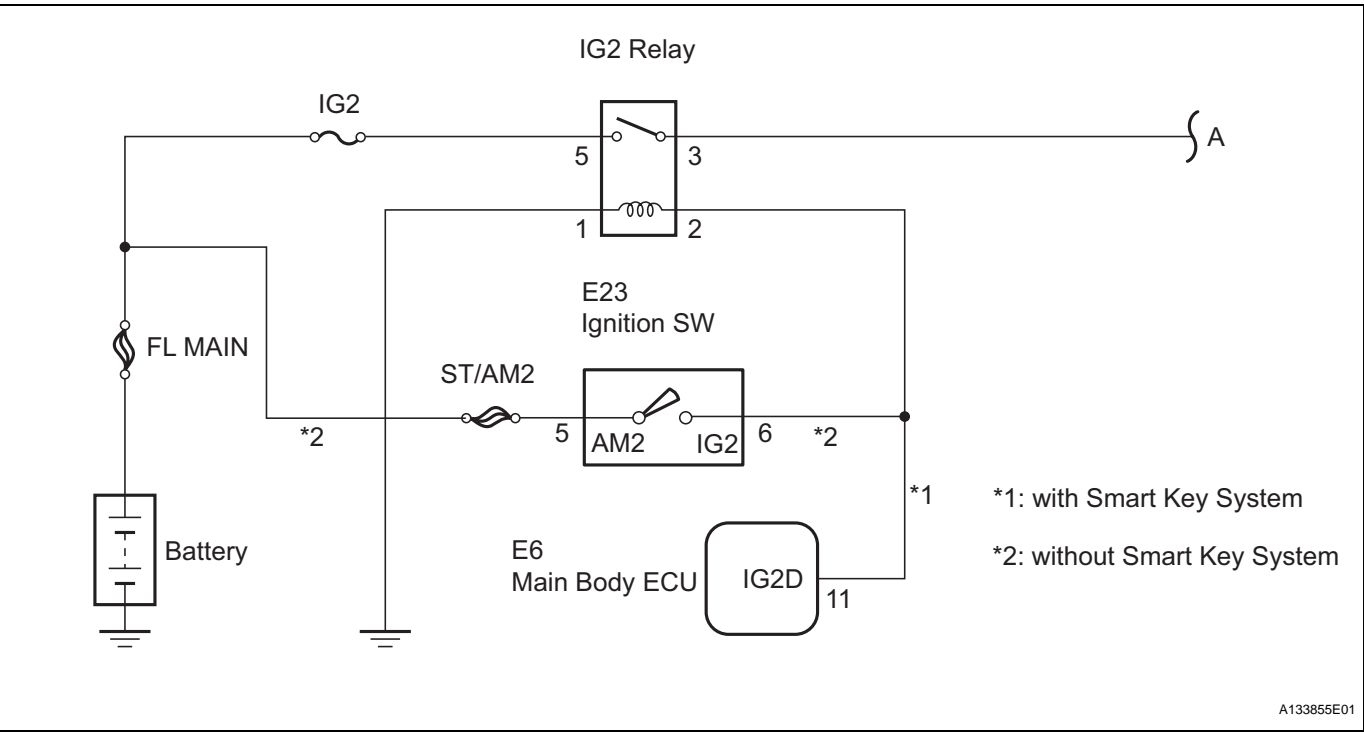 IG2 Relay
IG2
A
5
3
1
2
E23
Ignition SW
FL MAIN
ST/AM2
*2
5
AM2
IG2
6
*2
*1
*1: with Smart Key System
*2: without Smart Key System
Battery
E6
Main Body ECU
IG2D
11
A133855E01